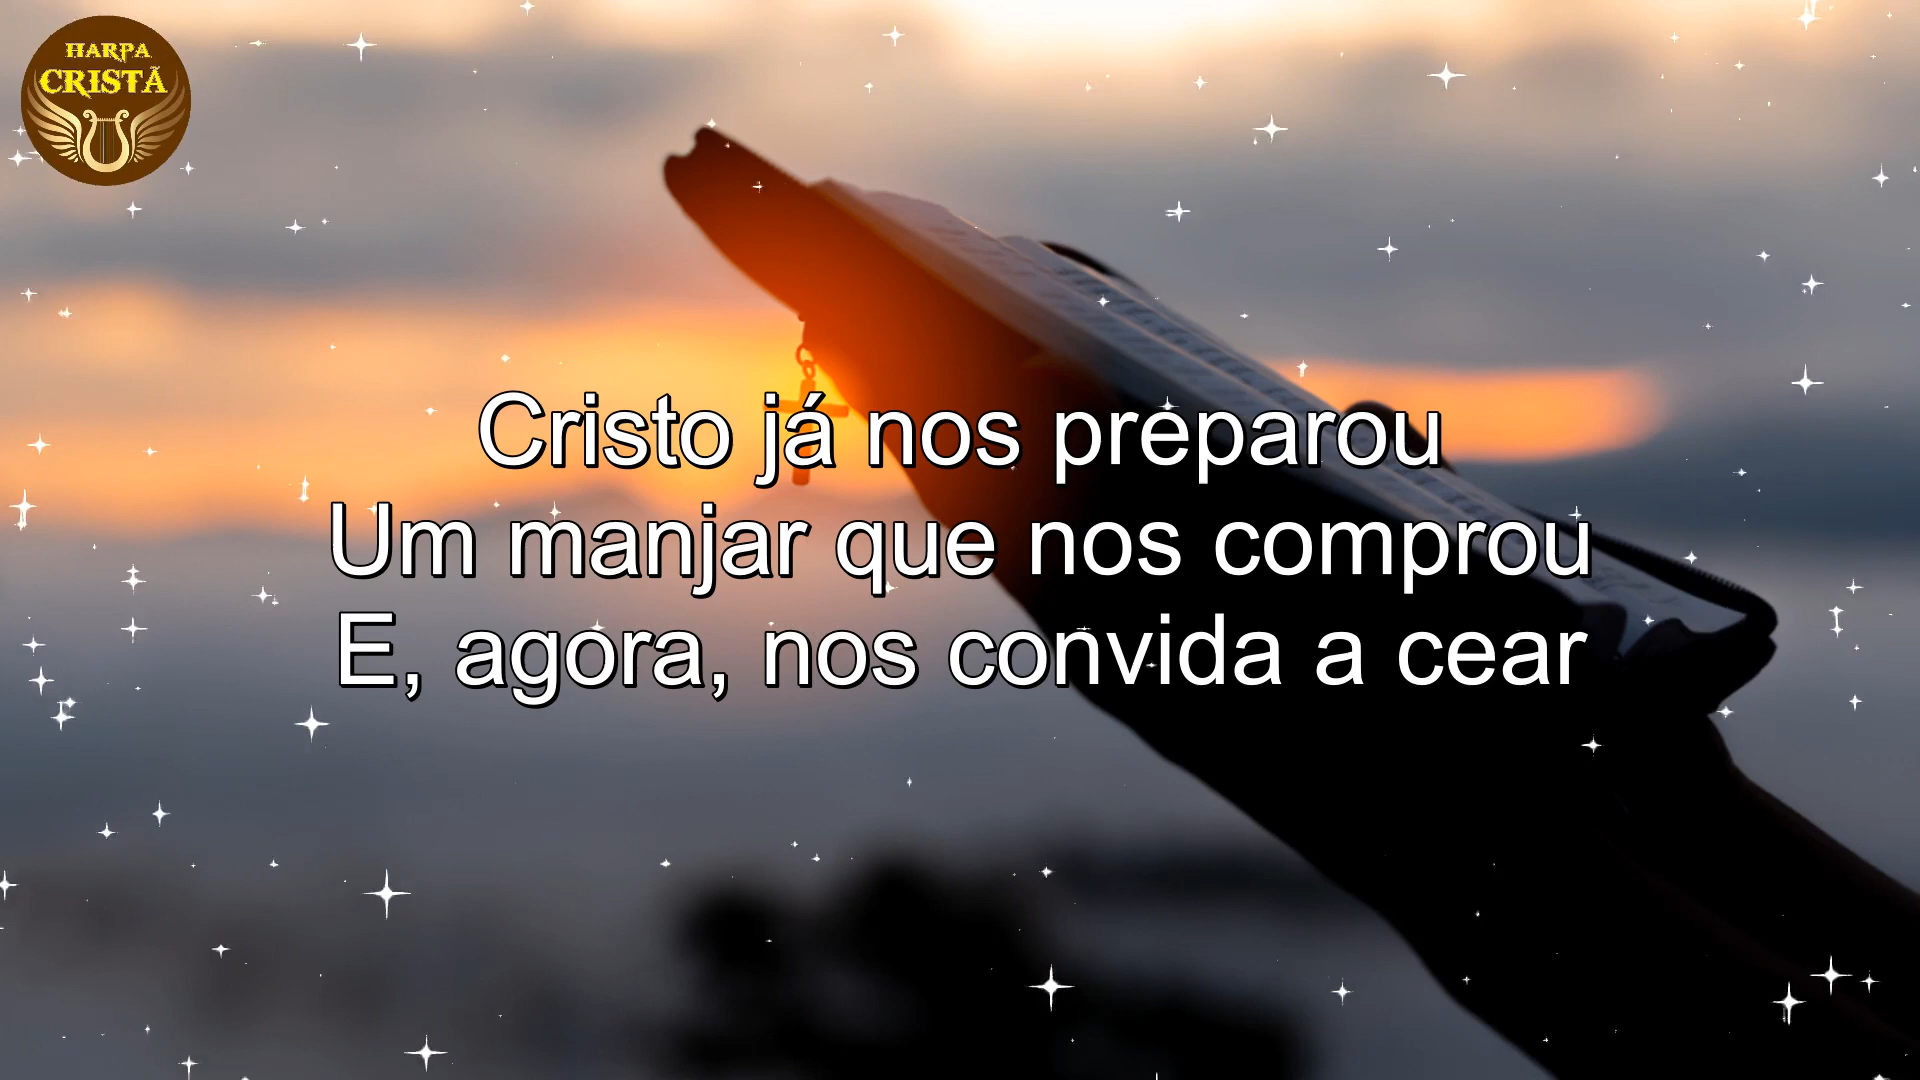 HARPA
CRISTÃ
Cristo já nos preparou
Um manjar que nos comprou
E, agora, nos convida a cear